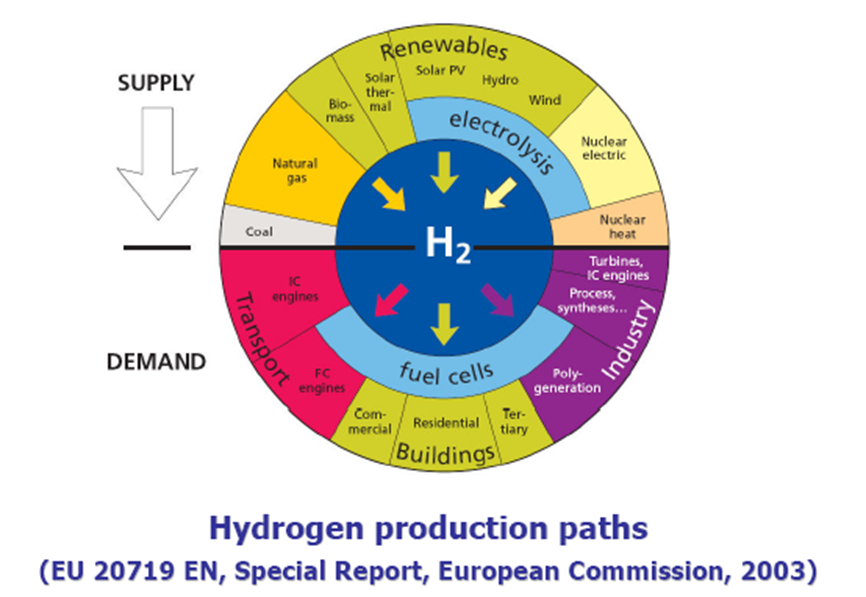 SUPPLY
Renewables
Solar PV
Hydro
Wind
Solar
ther-
mal
Bio-
mass
electrolysis
Nuclear
electric
Natural
gas
Coal
Nuclear
heat
H2
DEMAND
Turbines,
IC engines
Process,
syntheses...
IC
engines
Transport
Industry
FC
engines
fuel cells
Poly-
generation
Com-
mercial
Residential
Ter-
tiary
Buildings
Hydrogen production paths
(EU 20719 EN, Special Report, European Commission, 2003)